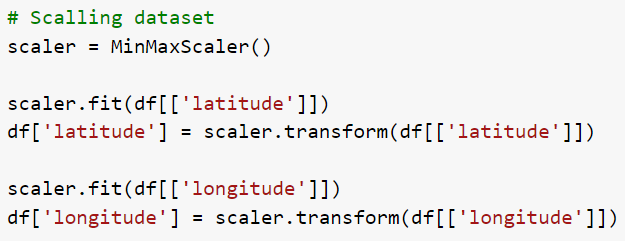 # Scalling dataset
scaler = MinMaxScaler()
scaler.fit(df[['latitude']])
df['latitude'] = scaler.transform(df[['latitude']])
scaler.fit(df[['longitude']])
df['longitude'] = scaler.transform(df[['longitude']])